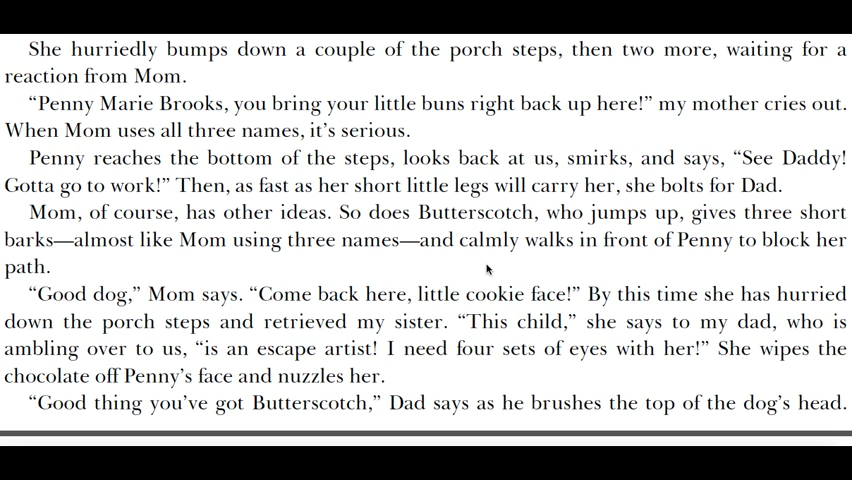 She hurriedly bumps down a couple of the porch steps, then two more, waiting for a
reaction from Mom.
“Penny Marie Brooks, you bring your little buns right back up here!” my mother cries out.
When Mom uses all three names, it’s serious.
Penny reaches the bottom of the steps, looks back at us, smirks, and says, “See Daddy!
Gotta go to work!” Then, as fast as her short little legs will carry her, she bolts for Dad.
Mom, of course, has other ideas. So does Butterscotch, who jumps up, gives three short
barks—almost like Mom using three names—and calmly walks in front of Penny to block her
path.
“Good dog,” Mom says. “Come back here, little cookie face!” By this time she has hurried
down the porch steps and retrieved my sister. “This child,” she says to my dad, who is
ambling over to us, “is an escape artist! I need four sets of eyes with her!” She wipes the
chocolate off Penny’s face and nuzzles her.
“Good thing you’ve got Butterscotch,” Dad says as he brushes the top of the dog’s head.